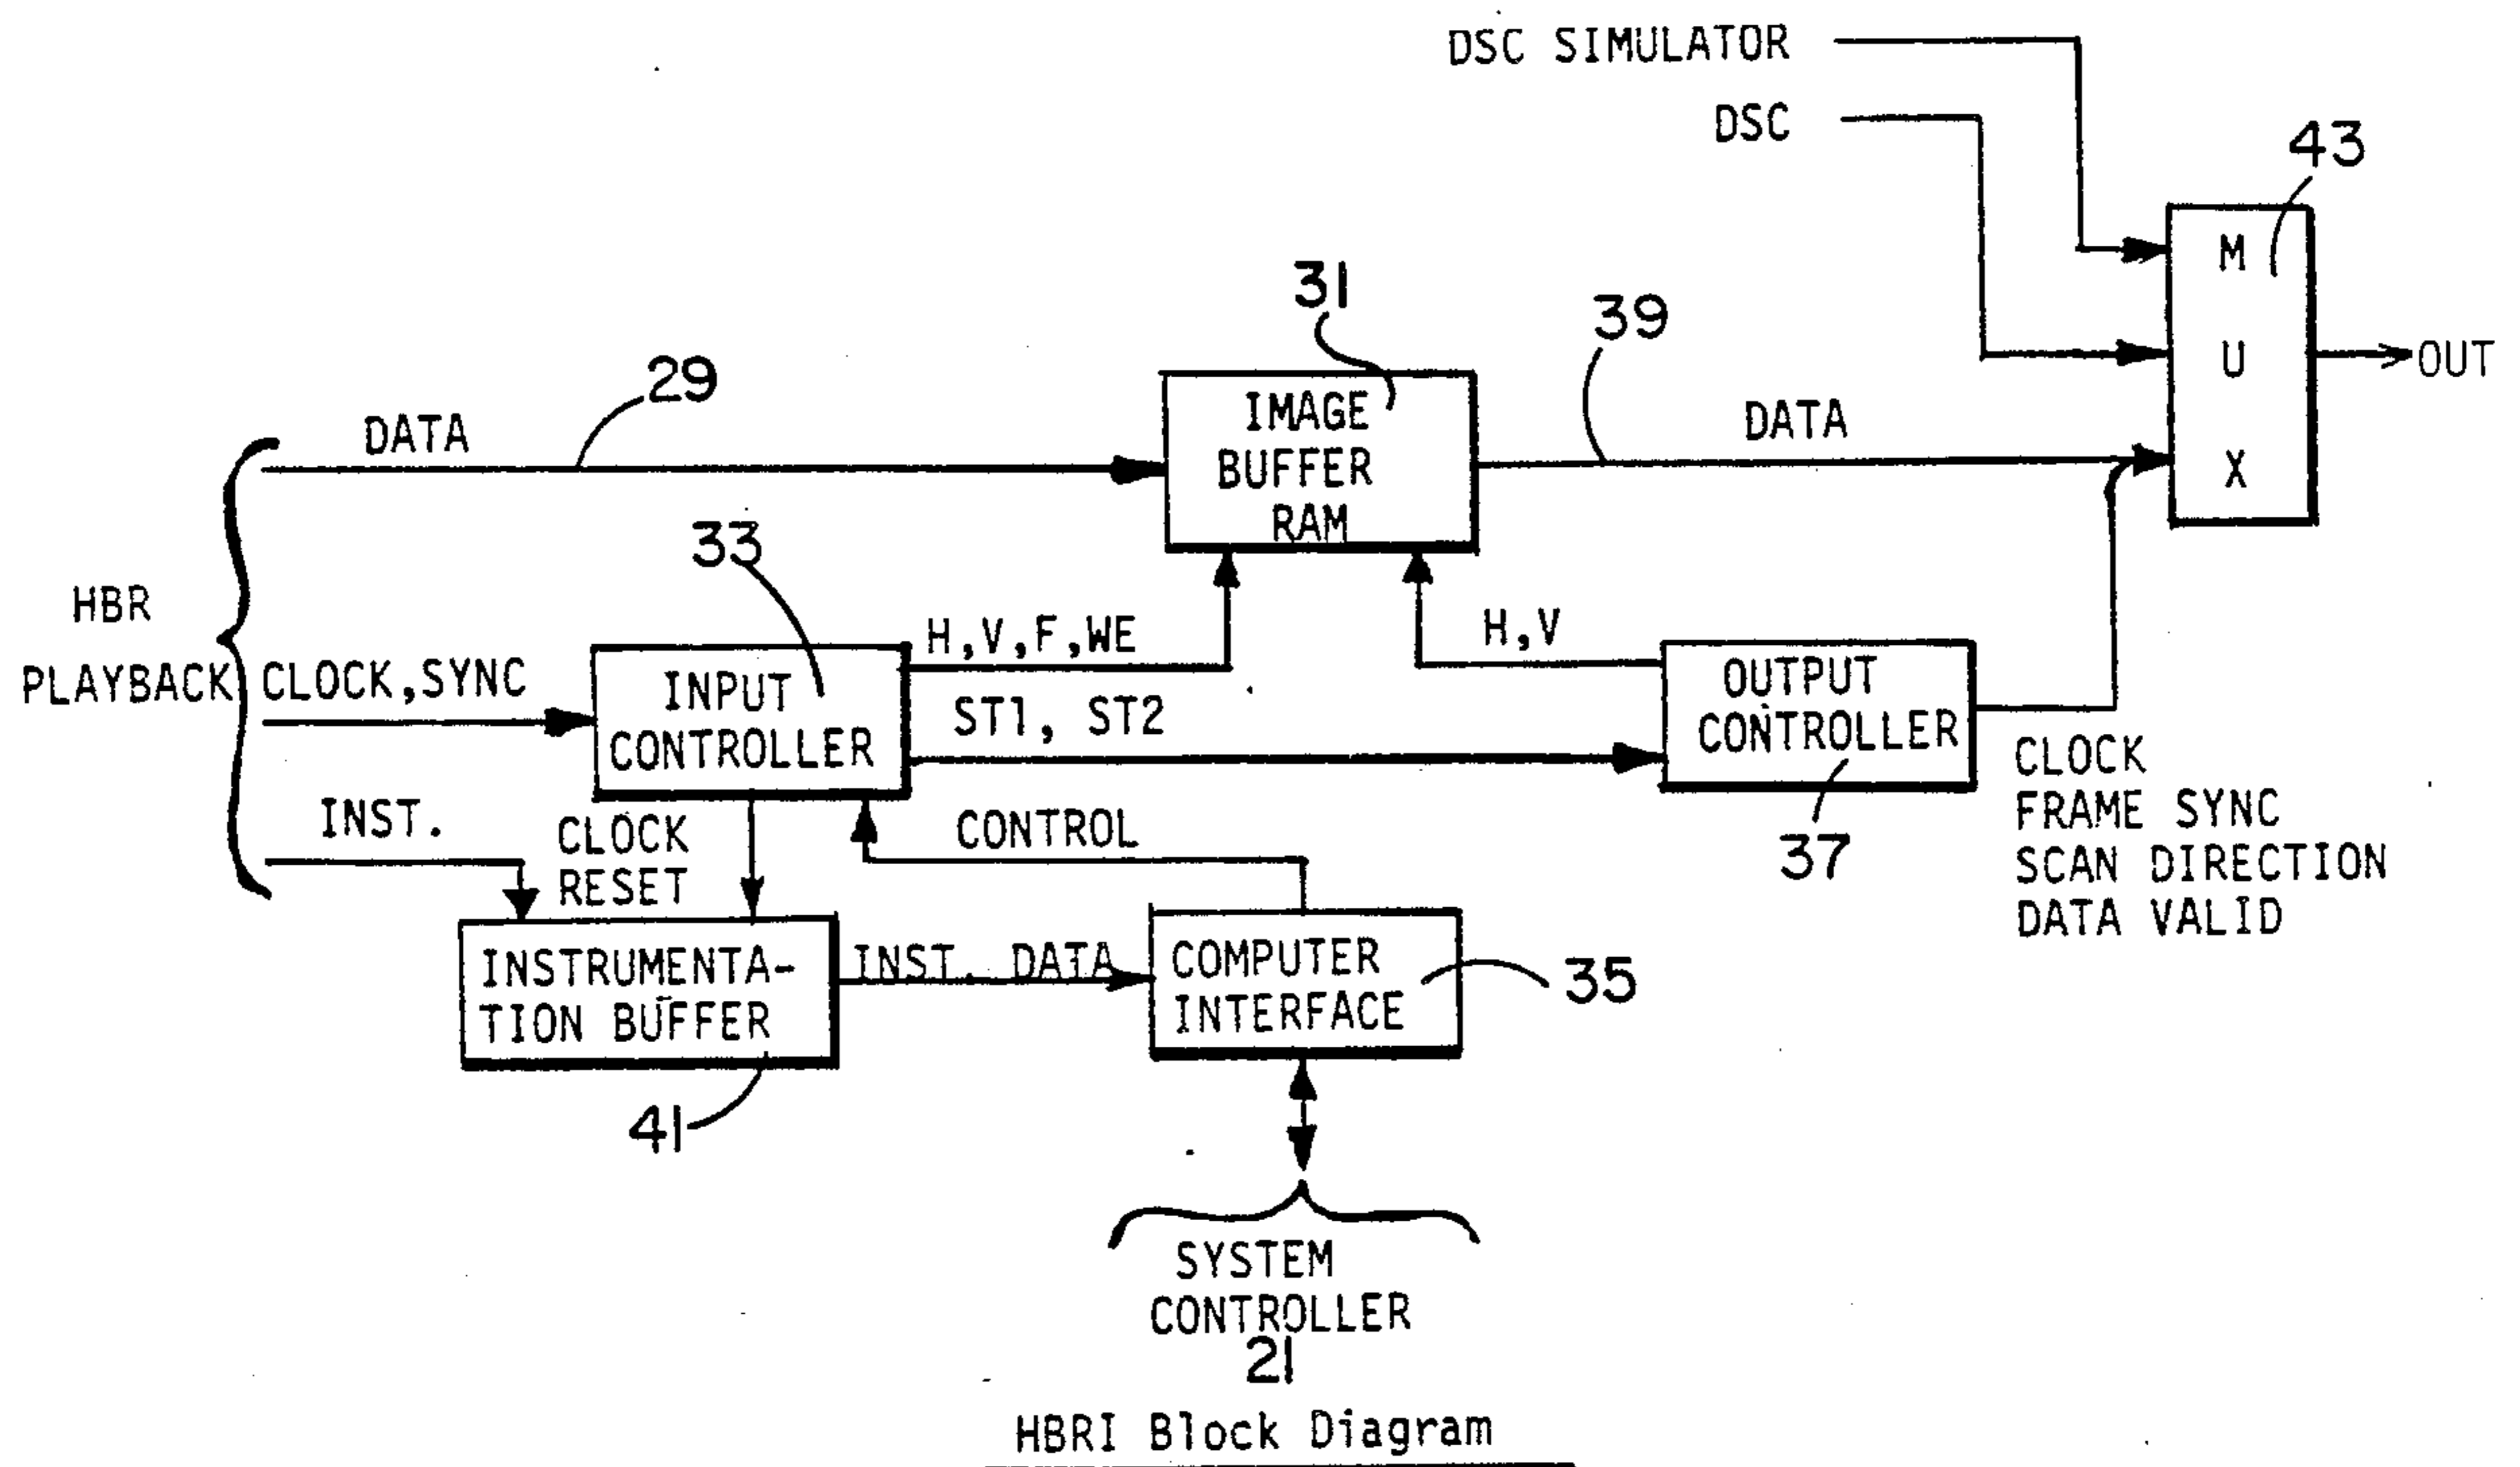 DSC SIMULATOR
DSC
43
M
U
X
OUT
31
39
29
DATA
IMAGE
BUFFER
RAM
DATA
33
HBR
PLAYBACK
CLOCK,SYNC
INPUT
CONTROLLER
H,V,F,WE
ST1, ST2
H,V
OUTPUT
CONTROLLER
37
CLOCK
FRAME SYNC
SCAN DIRECTION
DATA VALID
INST.
CLOCK
RESET
CONTROL
INSTRUMENTA-
TION BUFFER
41
INST. DATA
COMPUTER
INTERFACE
35
SYSTEM
CONTROLLER
21
HBRI Block Diagram